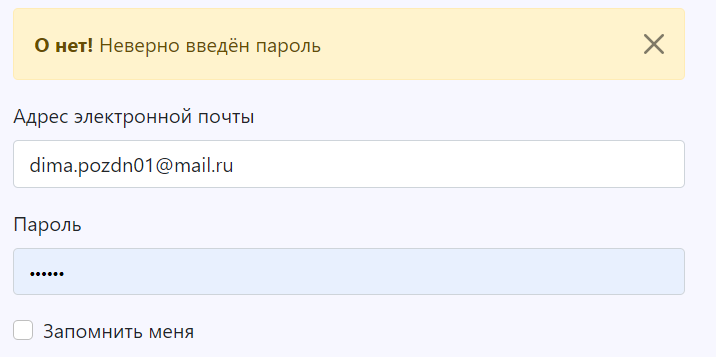 О нет! Неверно введён пароль
Адрес электронной почты
dima.pozdn01@mail.ru
Пароль
••••••
Запомнить меня